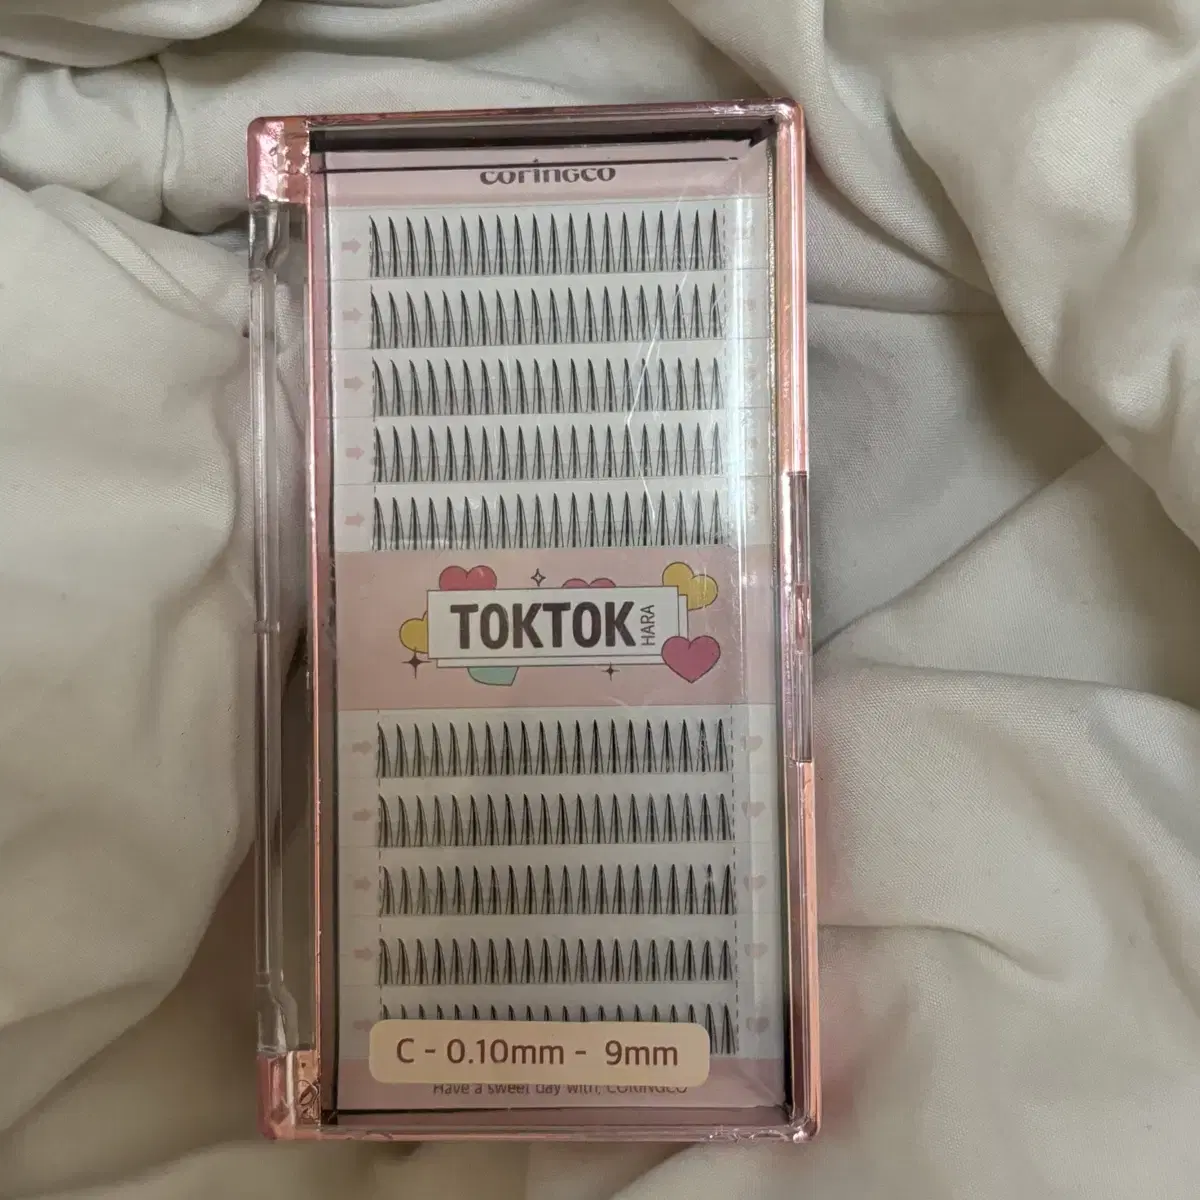 coringco
TOKTOK
HARA
C - 0.10mm - 9mm
Have a sweet day with, CORINGCO